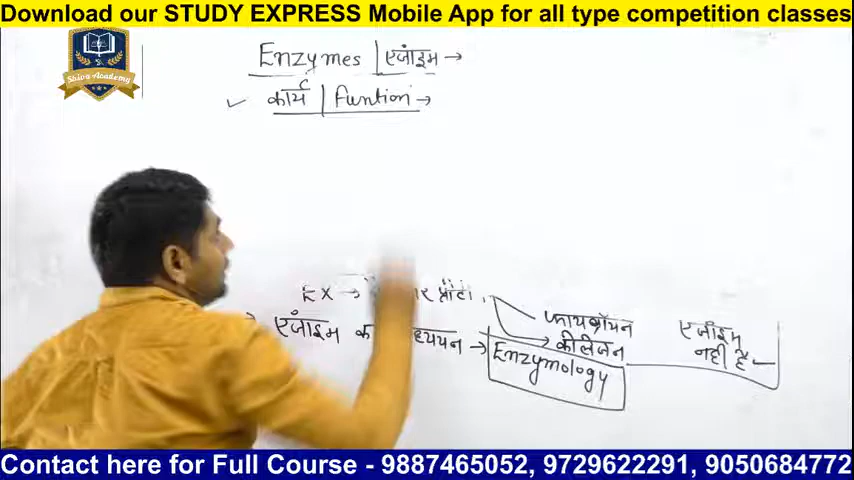 Download our STUDY EXPRESS Mobile App for all type competition classes
Shiva Academy
Enzymes | एंजाइम →
कार्य | Funtion →
Ex →
फायब्रोयन
कोलेजन
एंजाइम
नहीं है
एंजाइम
Enzymology
Contact here for Full Course - 9887465052, 9729622291, 9050684772